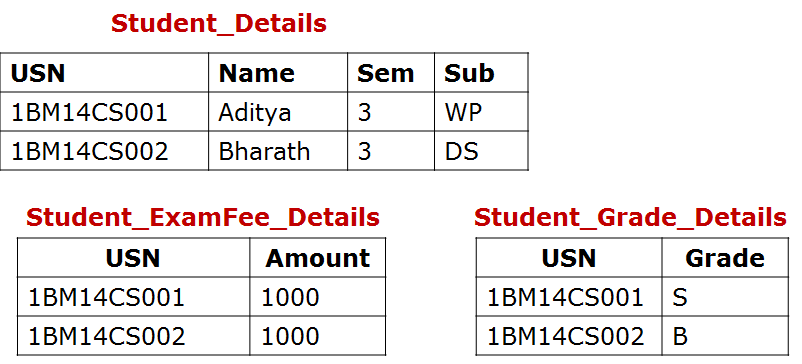 Student_Details
USN Name Sem Sub
1BM14CS001 Aditya 3 WP
1BM14CS002 Bharath 3 DS
Student_ExamFee_Details
USN Amount
1BM14CS001 1000
1BM14CS002 1000
Student_Grade_Details
USN Grade
1BM14CS001 S
1BM14CS002 B